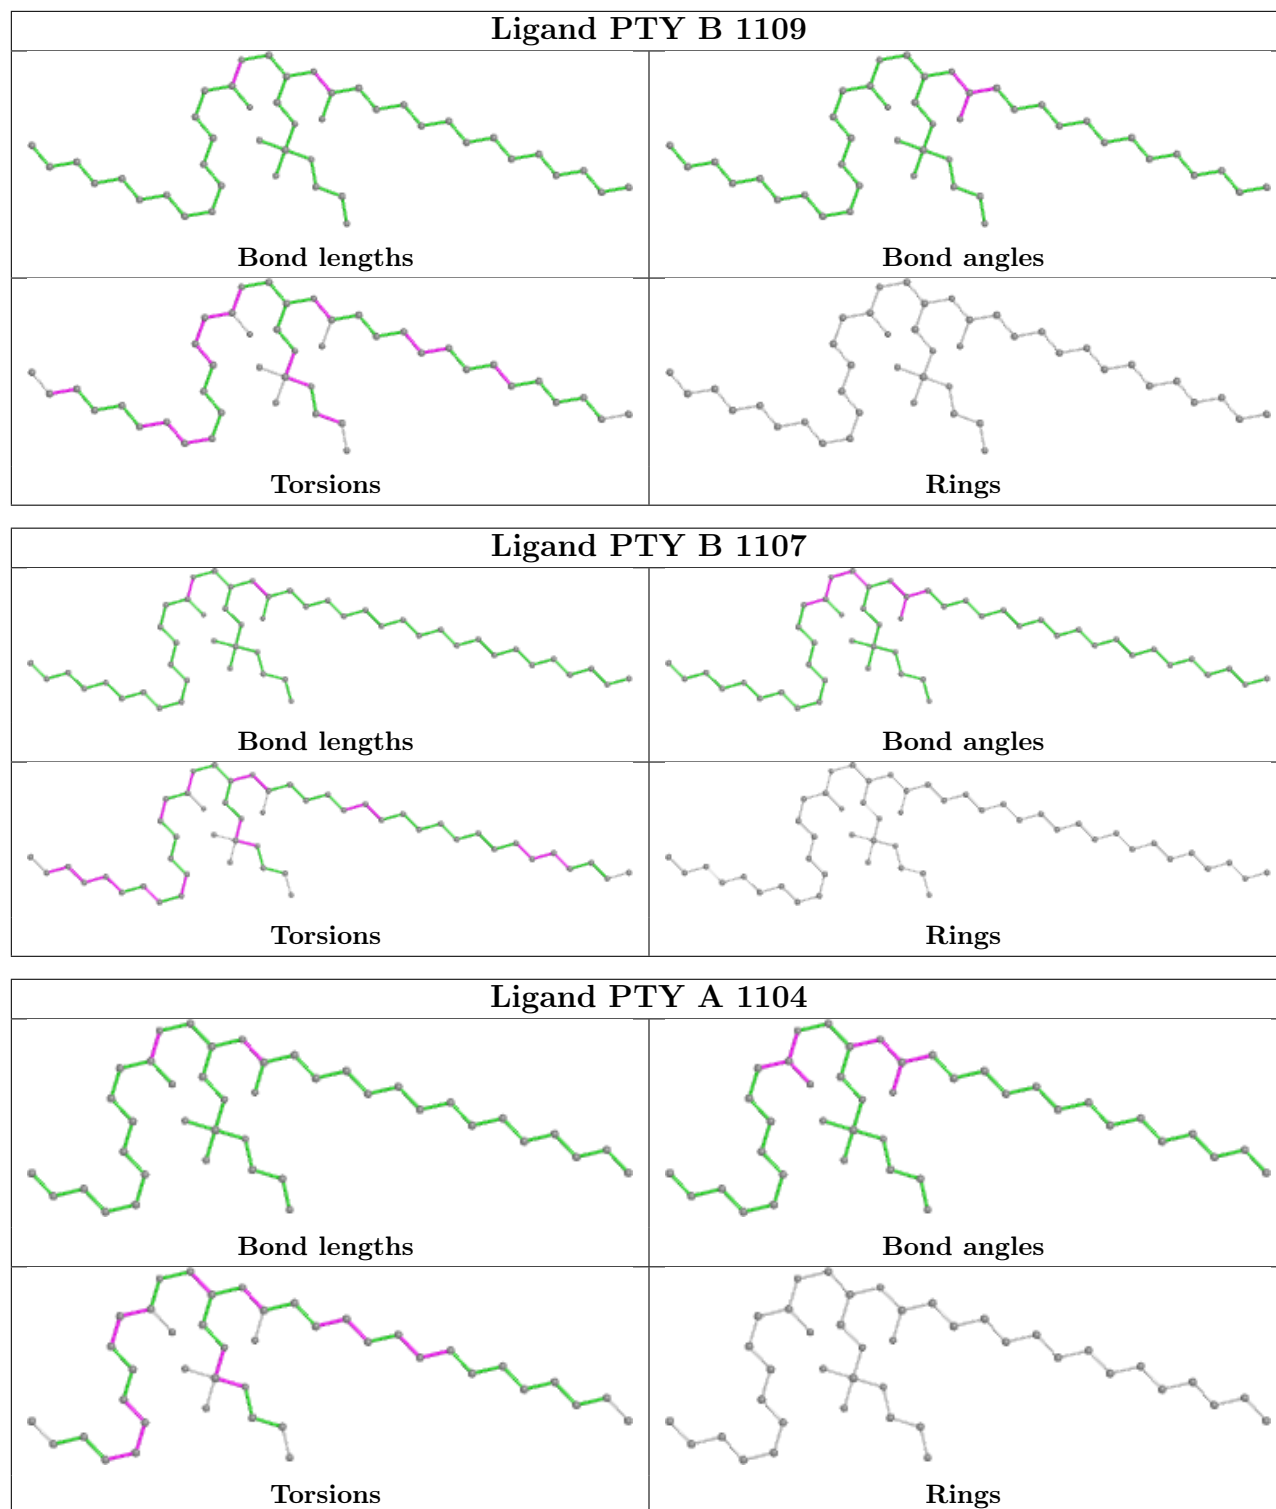 Ligand PTY B 1109
Bond lengths
Bond angles
Torsions
Rings
Ligand PTY B 1107
Bond lengths
Bond angles
Torsions
Rings
Ligand PTY A 1104
Bond lengths
Bond angles
Torsions
Rings